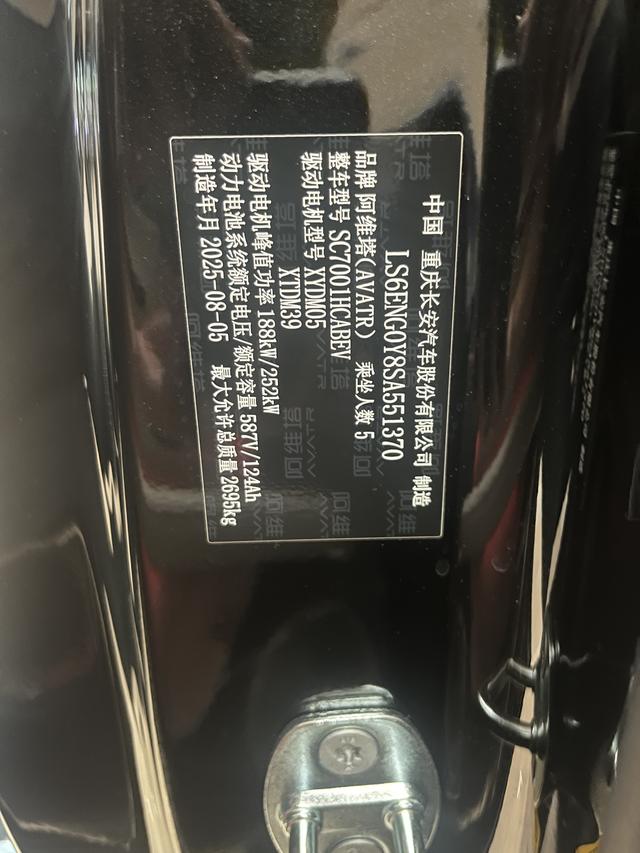 中国 重庆长安汽车股份有限公司 制造
LS6ENG0Y8SA551370
品牌 阿维塔(AVATR) 乘坐人数 5
整车型号 SC7001HCABEV
驱动电机型号 XYDM05
XTDM39
驱动电机峰值功率 188kW/252kW
动力电池系统额定电压/额定容量 587V/124Ah
制造年月 2025-08-05 最大允许总质量 2695kg